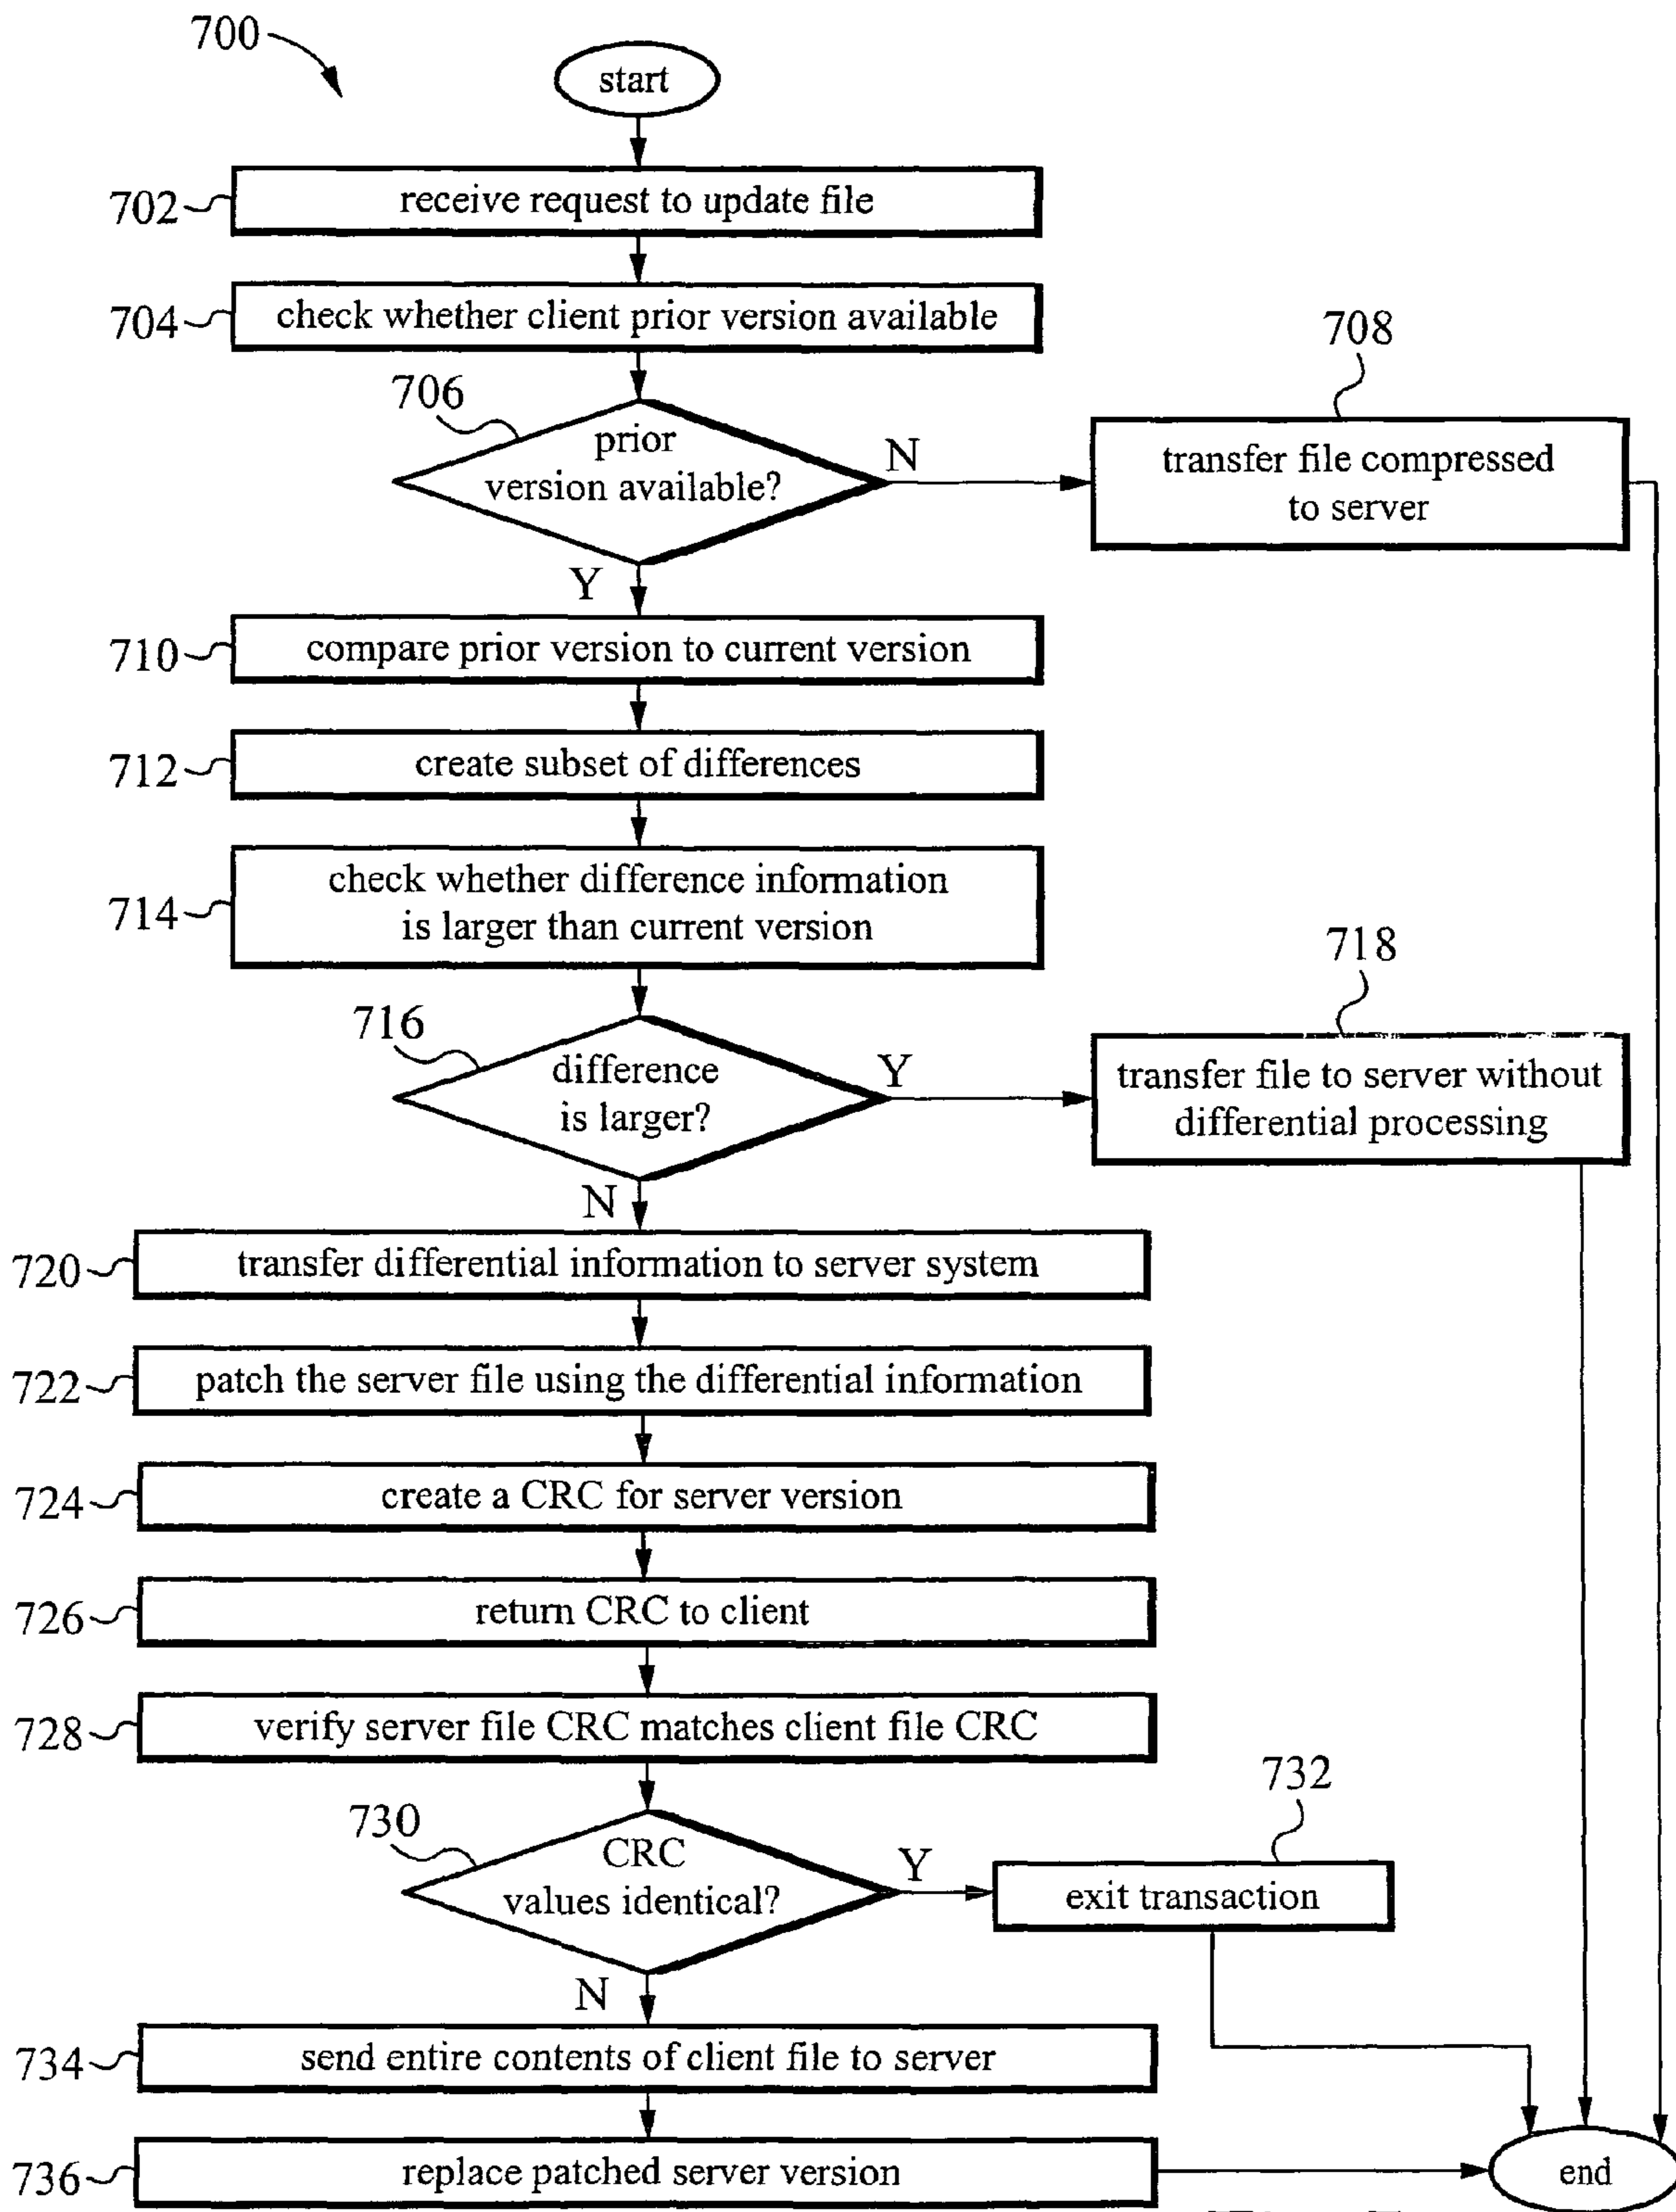 700
start
702
receive request to update file
704
check whether client prior version available
706
708
prior
version available?
N
transfer file compressed
to server
Y
710
compare prior version to current version
712
create subset of differences
714
check whether difference information
is larger than current version
716
718
difference
is larger?
Y
transfer file to server without
differential processing
N
720
transfer differential information to server system
722
patch the server file using the differential information
724
create a CRC for server version
726
return CRC to client
728
verify server file CRC matches client file CRC
730
732
CRC
values identical?
Y
exit transaction
N
734
send entire contents of client file to server
736
replace patched server version
end